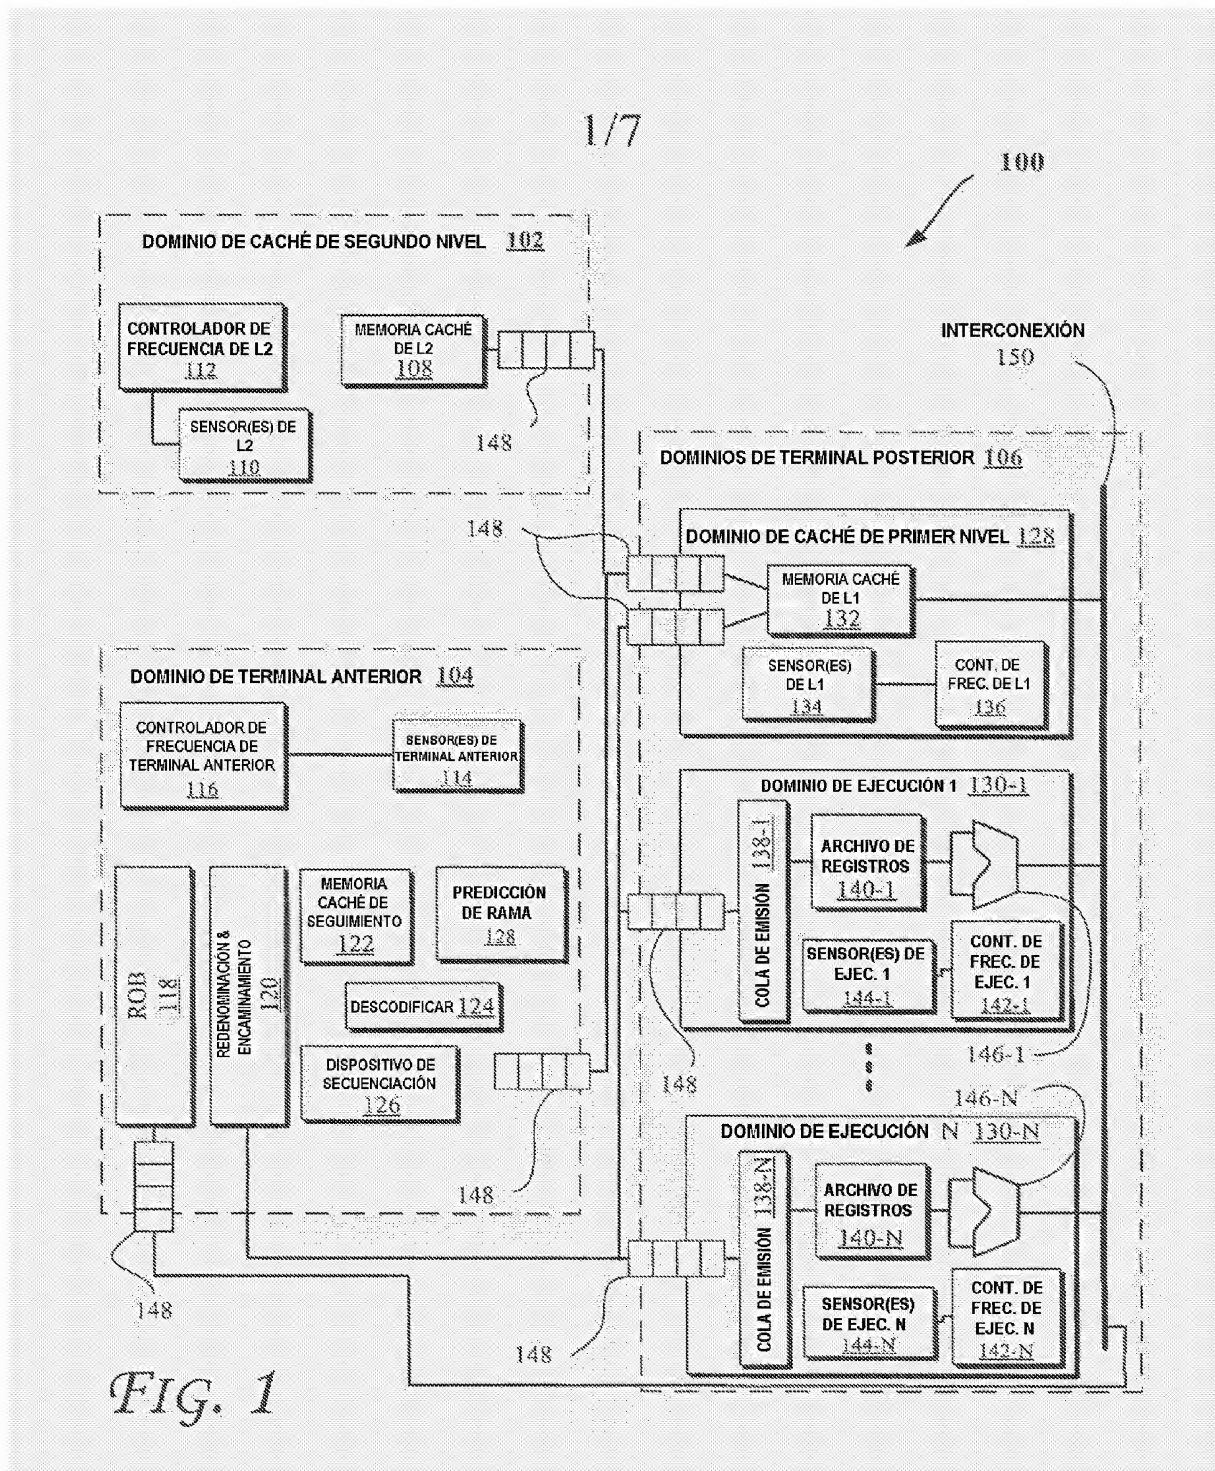 1/7
100
DOMINIO DE CACHÉ DE SEGUNDO NIVEL 102
CONTROLADOR DE
FRECUENCIA DE L2
112
MEMORIA CACHÉ
DE L2
108
SENSOR(ES) DE
L2
110
148
INTERCONEXIÓN
150
DOMINIOS DE TERMINAL POSTERIOR 106
148
DOMINIO DE CACHÉ DE PRIMER NIVEL 128
MEMORIA CACHÉ
DE L1
132
SENSOR(ES)
DE L1
134
CONT. DE
FREC. DE L1
136
DOMINIO DE TERMINAL ANTERIOR 104
CONTROLADOR DE
FRECUENCIA DE
TERMINAL ANTERIOR
116
SENSOR(ES) DE
TERMINAL ANTERIOR
114
ROB
118
REDENOMINACIÓN &
ENCAMINAMIENTO
120
MEMORIA
CACHÉ DE
SEGUIMIENTO
122
PREDICCIÓN
DE RAMA
128
DESCODIFICAR 124
DISPOSITIVO DE
SECUENCIACIÓN
126
148
148
DOMINIO DE EJECUCIÓN 1 130-1
COLA DE EMISIÓN 138-1
ARCHIVO DE
REGISTROS
140-1
SENSOR(ES) DE
EJEC. 1
144-1
CONT. DE
FREC. DE
EJEC. 1
142-1
146-1
148
146-N
DOMINIO DE EJECUCIÓN N 130-N
COLA DE EMISIÓN 138-N
ARCHIVO DE
REGISTROS
140-N
SENSOR(ES)
DE EJEC. N
144-N
CONT. DE
FREC. DE
EJEC. N
142-N
148
FIG. 1